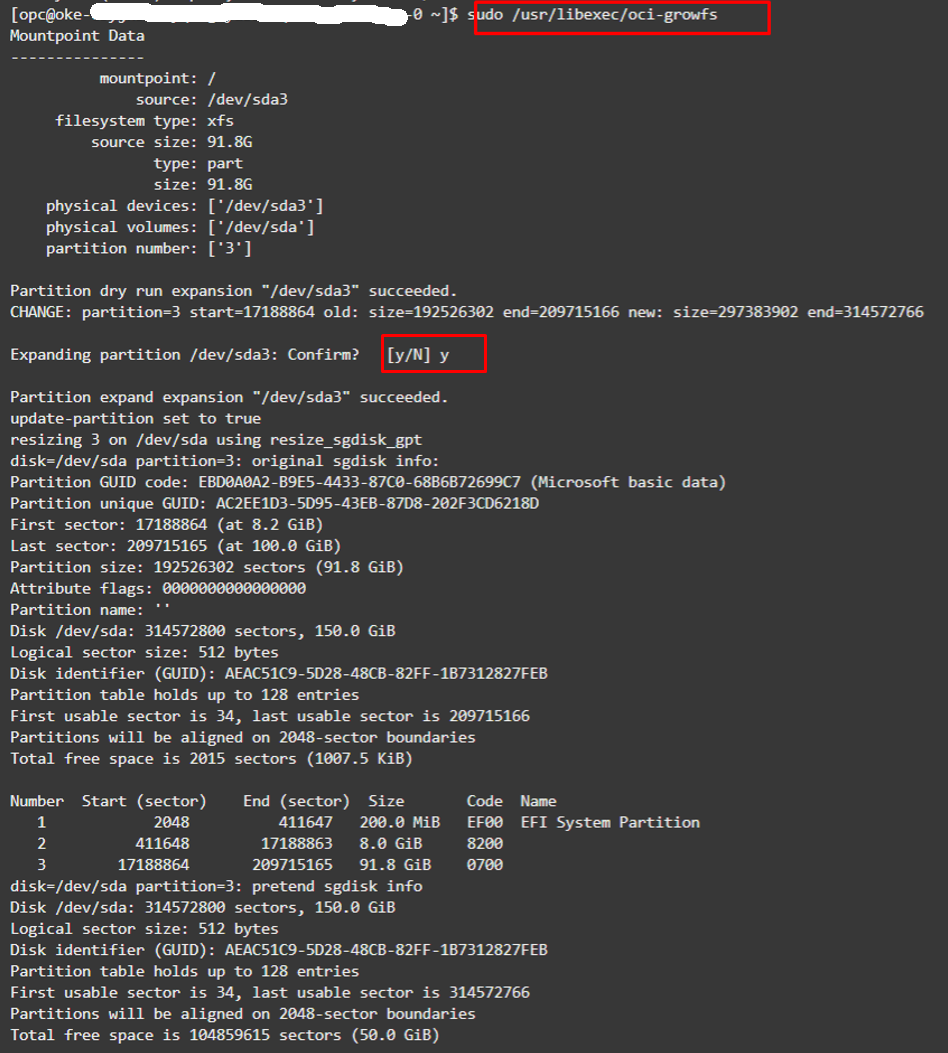 [opc@oke- -0 ~]$ sudo /usr/libexec/oci-growfs
Mountpoint Data
---------------
mountpoint: /
source: /dev/sda3
filesystem type: xfs
source size: 91.8G
type: part
size: 91.8G
physical devices: ['/dev/sda3']
physical volumes: ['/dev/sda']
partition number: ['3']
Partition dry run expansion "/dev/sda3" succeeded.
CHANGE: partition=3 start=17188864 old: size=192526302 end=209715166 new: size=297383902 end=314572766
Expanding partition /dev/sda3: Confirm? [y/N] y
Partition expand expansion "/dev/sda3" succeeded.
update-partition set to true
resizing 3 on /dev/sda using resize_sgdisk_gpt
disk=/dev/sda partition=3: original sgdisk info:
Partition GUID code: EBD0A0A2-B9E5-4433-87C0-68B6B72699C7 (Microsoft basic data)
Partition unique GUID: AC2EE1D3-5D95-43EB-87D8-202F3CD6218D
First sector: 17188864 (at 8.2 GiB)
Last sector: 209715165 (at 100.0 GiB)
Partition size: 192526302 sectors (91.8 GiB)
Attribute flags: 0000000000000000
Partition name: ''
Disk /dev/sda: 314572800 sectors, 150.0 GiB
Logical sector size: 512 bytes
Disk identifier (GUID): AEAC51C9-5D28-48CB-82FF-1B7312827FEB
Partition table holds up to 128 entries
First usable sector is 34, last usable sector is 209715166
Partitions will be aligned on 2048-sector boundaries
Total free space is 2015 sectors (1007.5 KiB)
Number  Start (sector)    End (sector)  Size       Code  Name
1            2048          411647   200.0 MiB   EF00  EFI System Partition
2          411648        17188863   8.0 GiB     8200
3        17188864       209715165   91.8 GiB    0700
disk=/dev/sda partition=3: pretend sgdisk info
Disk /dev/sda: 314572800 sectors, 150.0 GiB
Logical sector size: 512 bytes
Disk identifier (GUID): AEAC51C9-5D28-48CB-82FF-1B7312827FEB
Partition table holds up to 128 entries
First usable sector is 34, last usable sector is 314572766
Partitions will be aligned on 2048-sector boundaries
Total free space is 104859615 sectors (50.0 GiB)